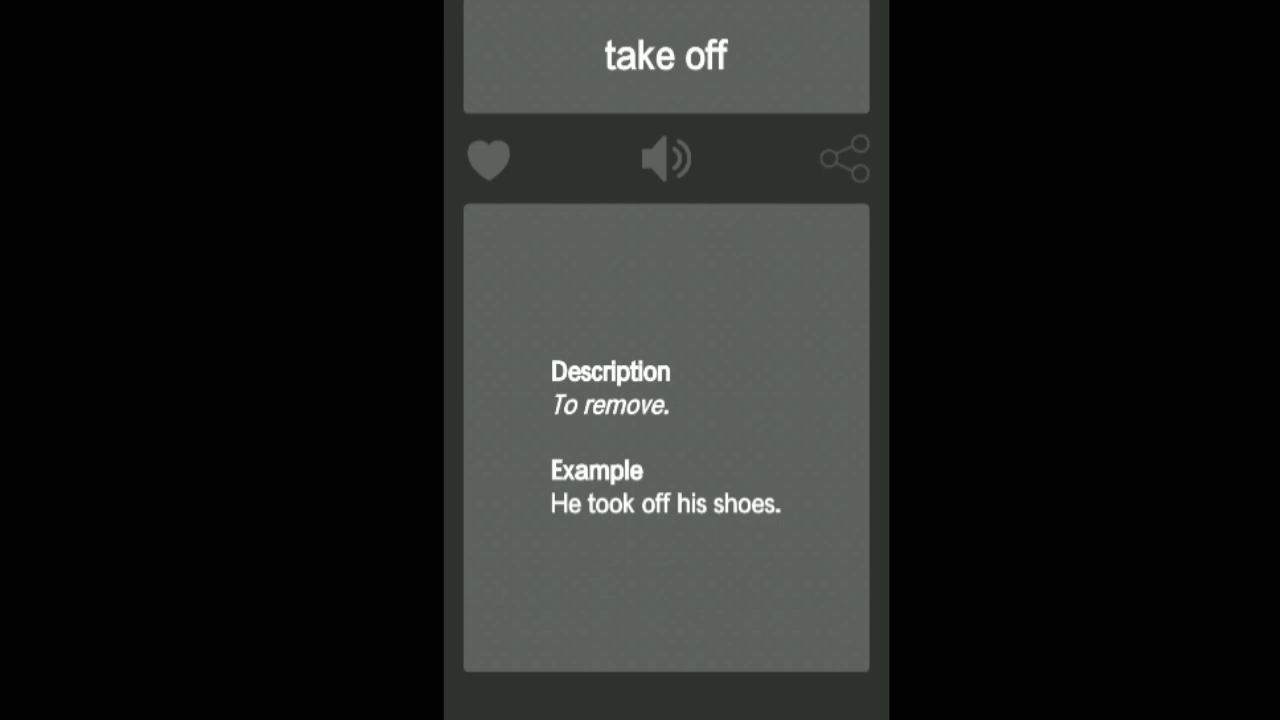 take off
Description
To remove.
Example
He took off his shoes.